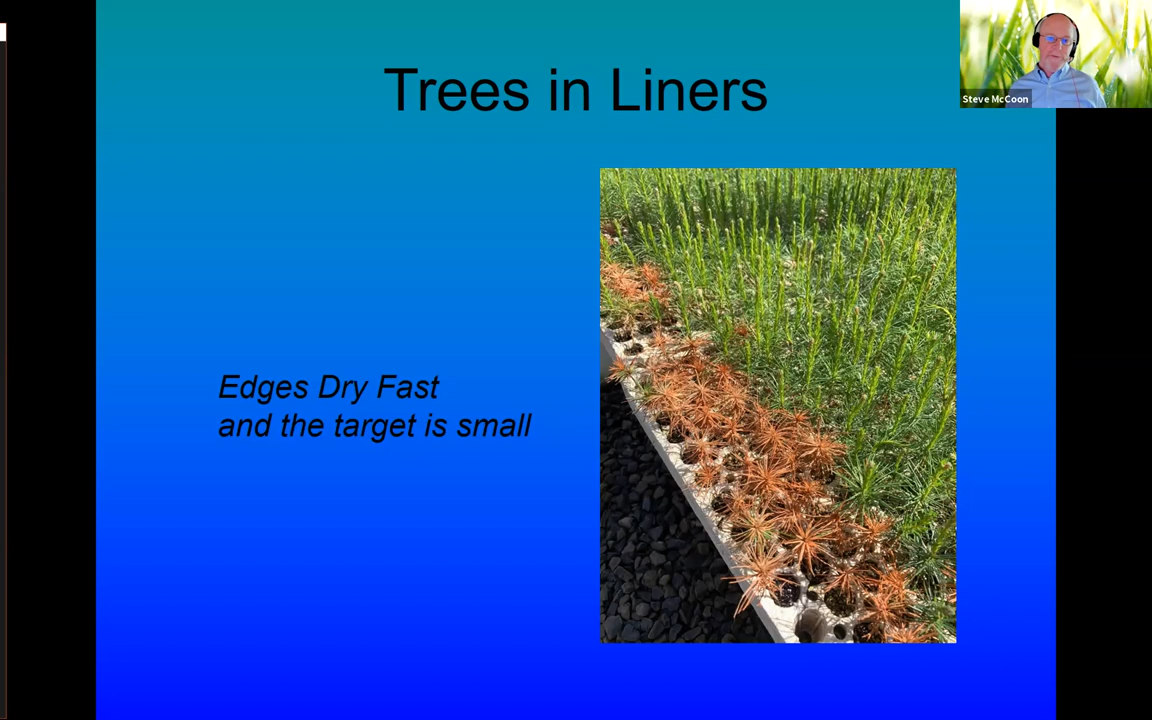 Trees in Liners
Steve McCoon
Edges Dry Fast
and the target is small